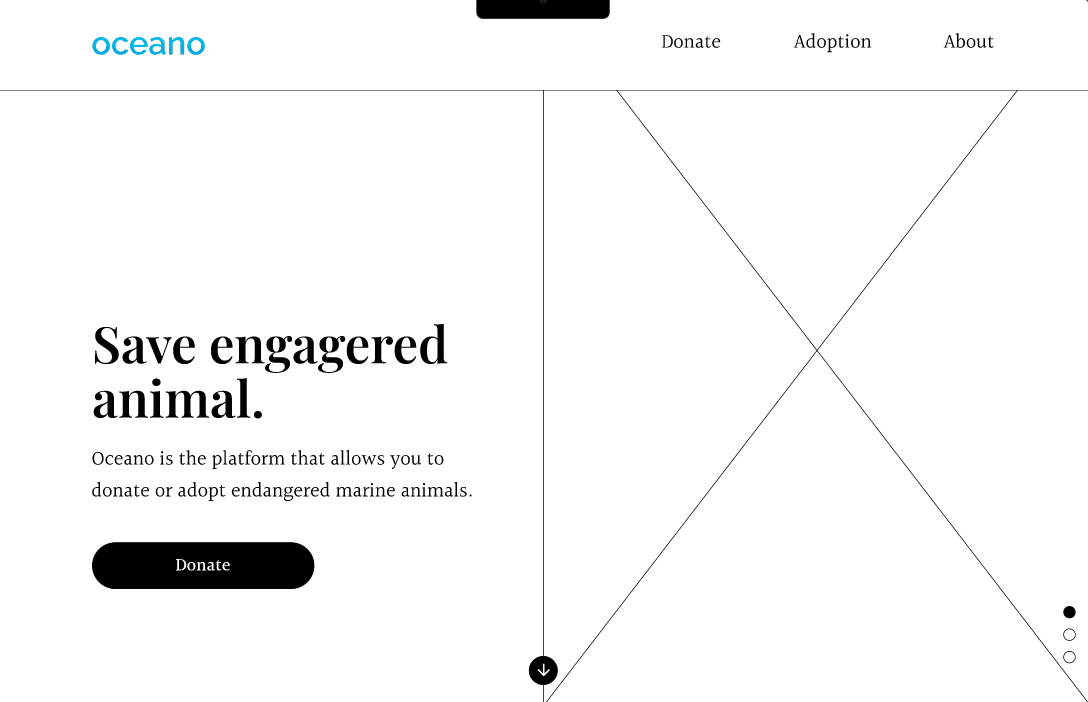 oceano
Donate Adoption About
Save engagered
animal.
Oceano is the platform that allows you to
donate or adopt endangered marine animals.
Donate